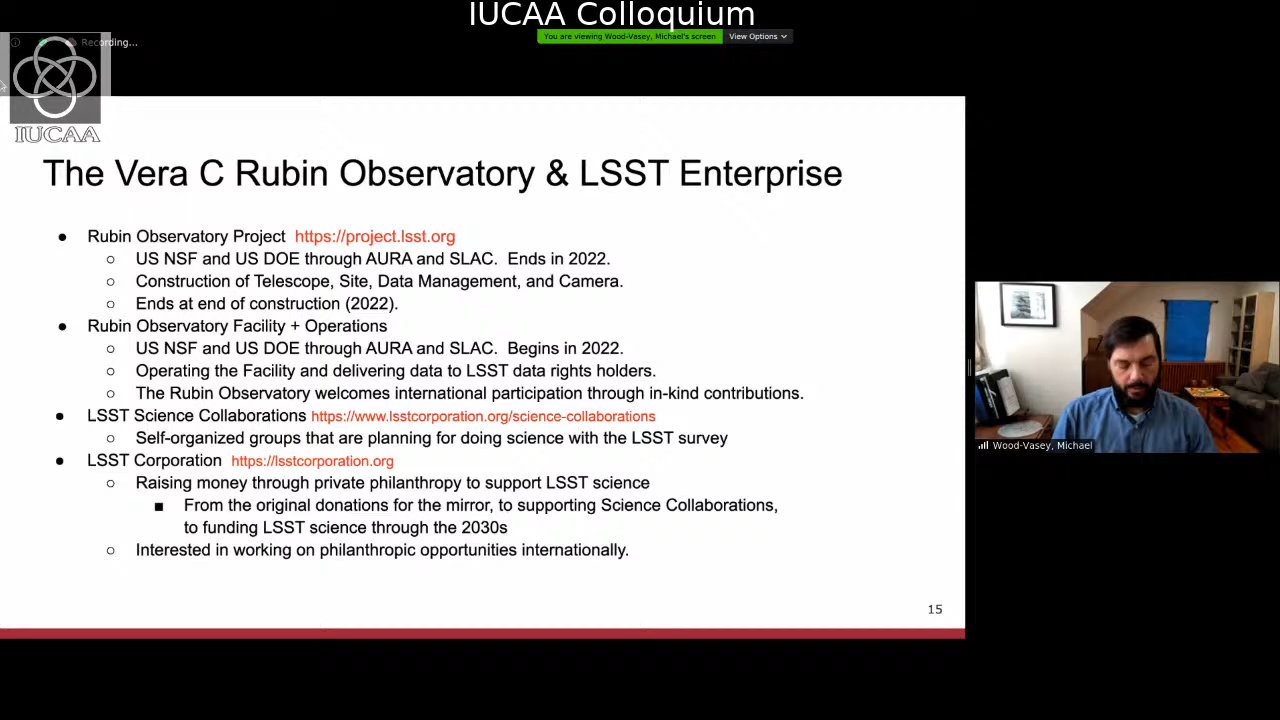 IUCAA Colloquium
Recording...
You are viewing Wood-Vasey, Michael's screen View Options
IUCAA
The Vera C Rubin Observatory & LSST Enterprise
● Rubin Observatory Project https://project.lsst.org
○ US NSF and US DOE through AURA and SLAC. Ends in 2022.
○ Construction of Telescope, Site, Data Management, and Camera.
○ Ends at end of construction (2022).
● Rubin Observatory Facility + Operations
○ US NSF and US DOE through AURA and SLAC. Begins in 2022.
○ Operating the Facility and delivering data to LSST data rights holders.
○ The Rubin Observatory welcomes international participation through in-kind contributions.
● LSST Science Collaborations https://www.lsstcorporation.org/science-collaborations
○ Self-organized groups that are planning for doing science with the LSST survey
● LSST Corporation https://lsstcorporation.org
○ Raising money through private philanthropy to support LSST science
■ From the original donations for the mirror, to supporting Science Collaborations,
to funding LSST science through the 2030s
○ Interested in working on philanthropic opportunities internationally.
15
Wood-Vasey, Michael